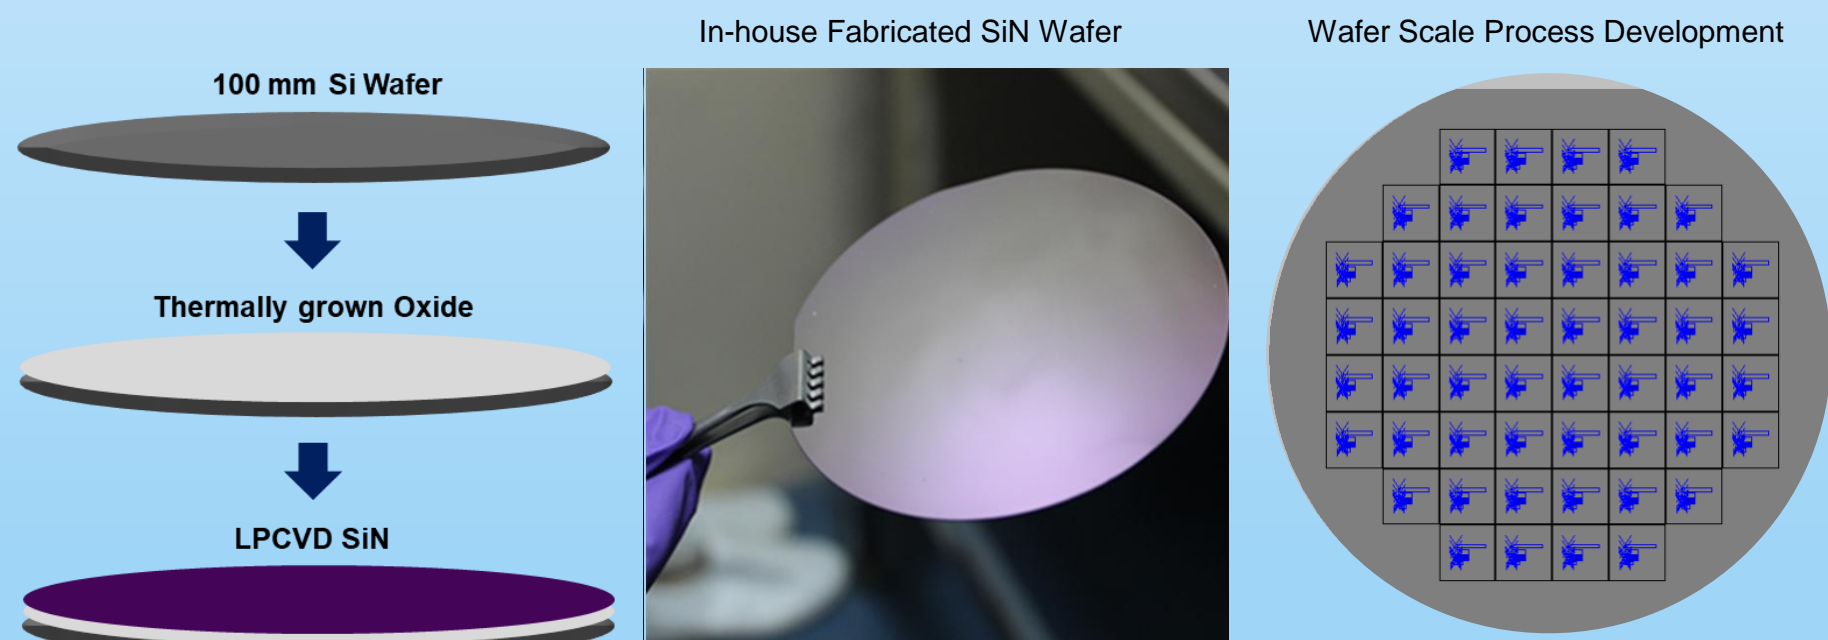 In-house Fabricated SiN Wafer
Wafer Scale Process Development
100 mm Si Wafer
Thermally grown Oxide
LPCVD SiN